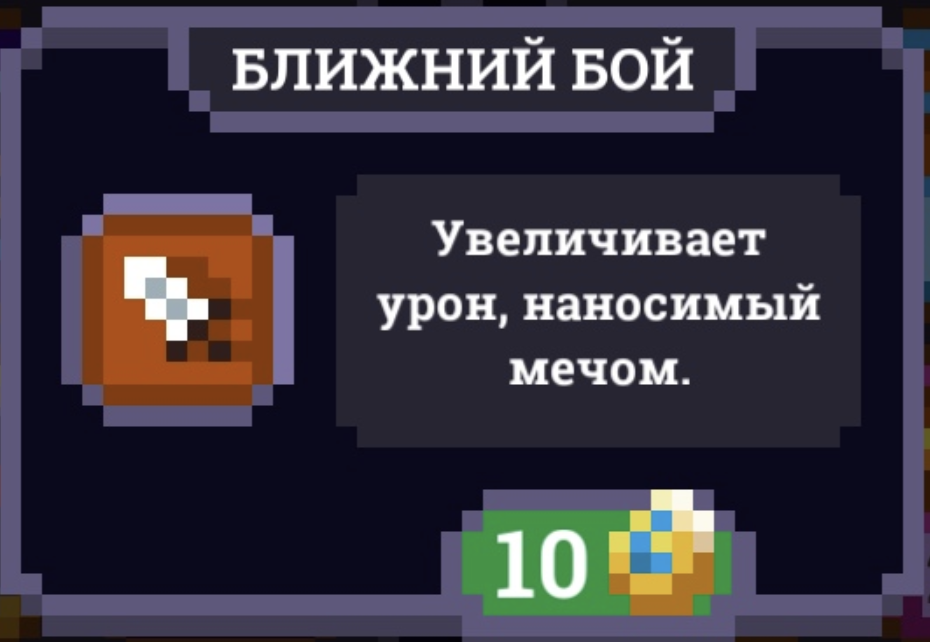 БЛИЖНИЙ БОЙ
Увеличивает
урон, наносимый
мечом.
10